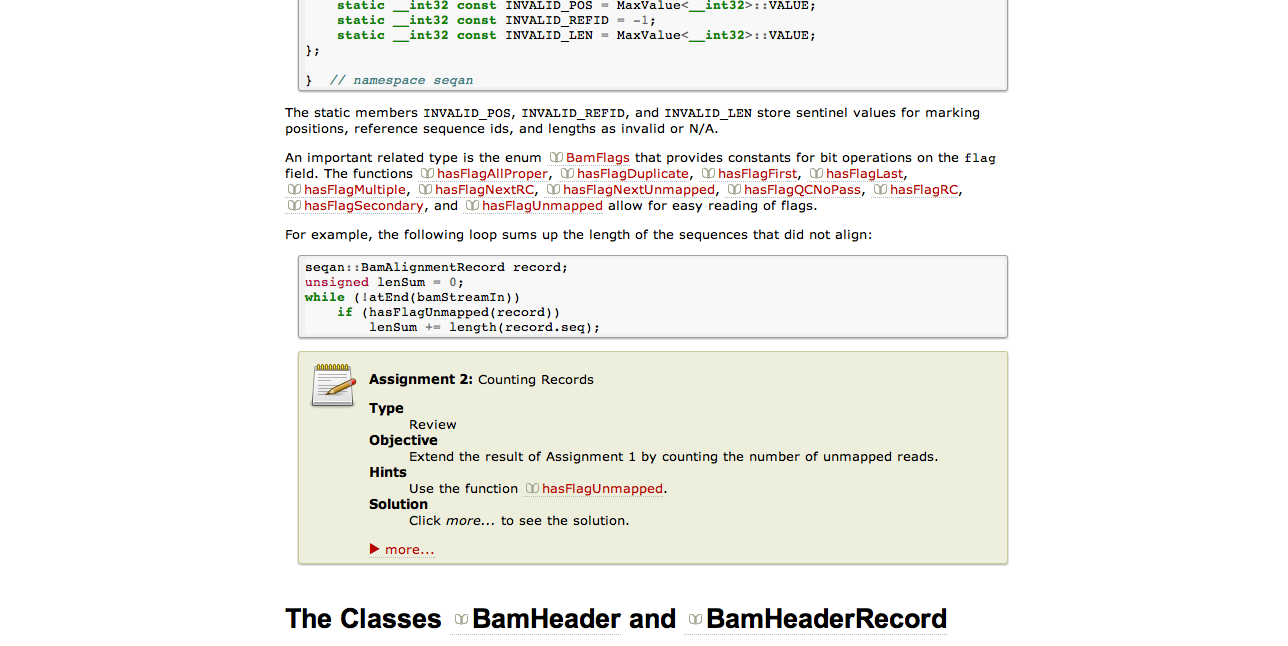 static __int32 const INVALID_POS = MaxValue<__int32>::VALUE;
static __int32 const INVALID_REFID = -1;
static __int32 const INVALID_LEN = MaxValue<__int32>::VALUE;
};
} // namespace seqan
The static members INVALID_POS, INVALID_REFID, and INVALID_LEN store sentinel values for marking
positions, reference sequence ids, and lengths as invalid or N/A.
An important related type is the enum BamFlags that provides constants for bit operations on the flag
field. The functions hasFlagAllProper, hasFlagDuplicate, hasFlagFirst, hasFlagLast,
hasFlagMultiple, hasFlagNextRC, hasFlagNextUnmapped, hasFlagQCNoPass, hasFlagRC,
hasFlagSecondary, and hasFlagUnmapped allow for easy reading of flags.
For example, the following loop sums up the length of the sequences that did not align:
seqan::BamAlignmentRecord record;
unsigned lenSum = 0;
while (!atEnd(bamStreamIn))
if (hasFlagUnmapped(record))
lenSum += length(record.seq);
Assignment 2: Counting Records
Type
Review
Objective
Extend the result of Assignment 1 by counting the number of unmapped reads.
Hints
Use the function hasFlagUnmapped.
Solution
Click more... to see the solution.
more...
The Classes BamHeader and BamHeaderRecord